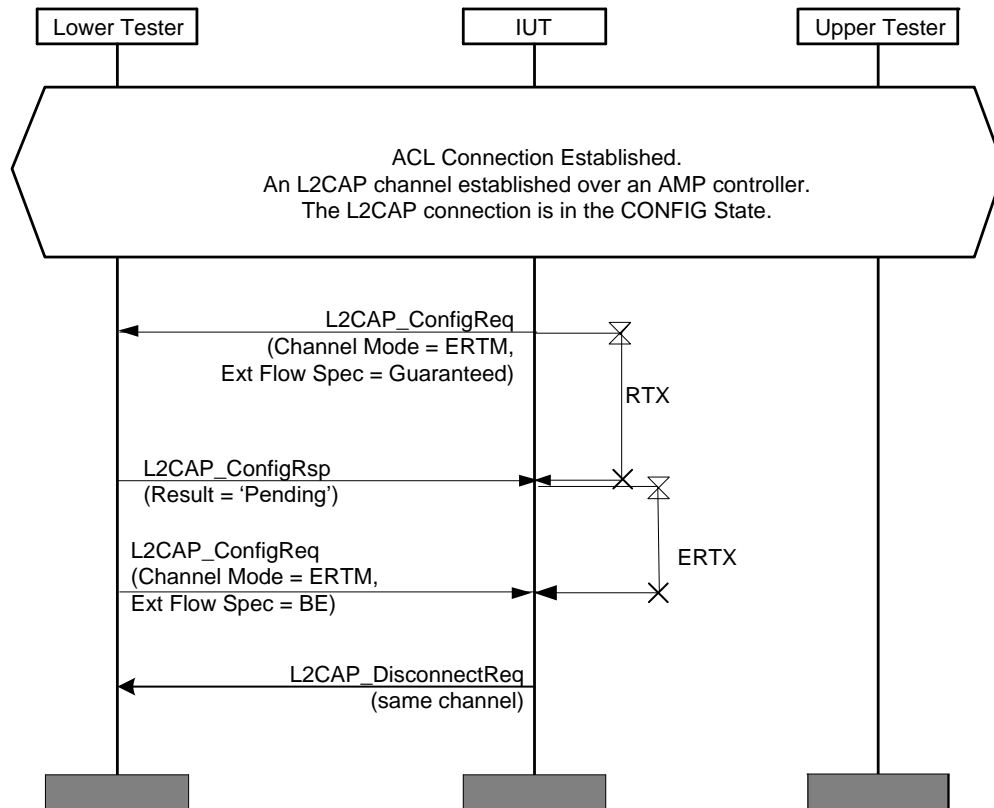 Lower Tester
IUT
Upper Tester
ACL Connection Established.
An L2CAP channel established over an AMP controller.
The L2CAP connection is in the CONFIG State.
L2CAP_ConfigReq
(Channel Mode = ERTM,
Ext Flow Spec = Guaranteed)
RTX
L2CAP_ConfigRsp
(Result = ‘Pending’)
L2CAP_ConfigReq
(Channel Mode = ERTM,
Ext Flow Spec = BE)
ERTX
L2CAP_DisconnectReq
(same channel)